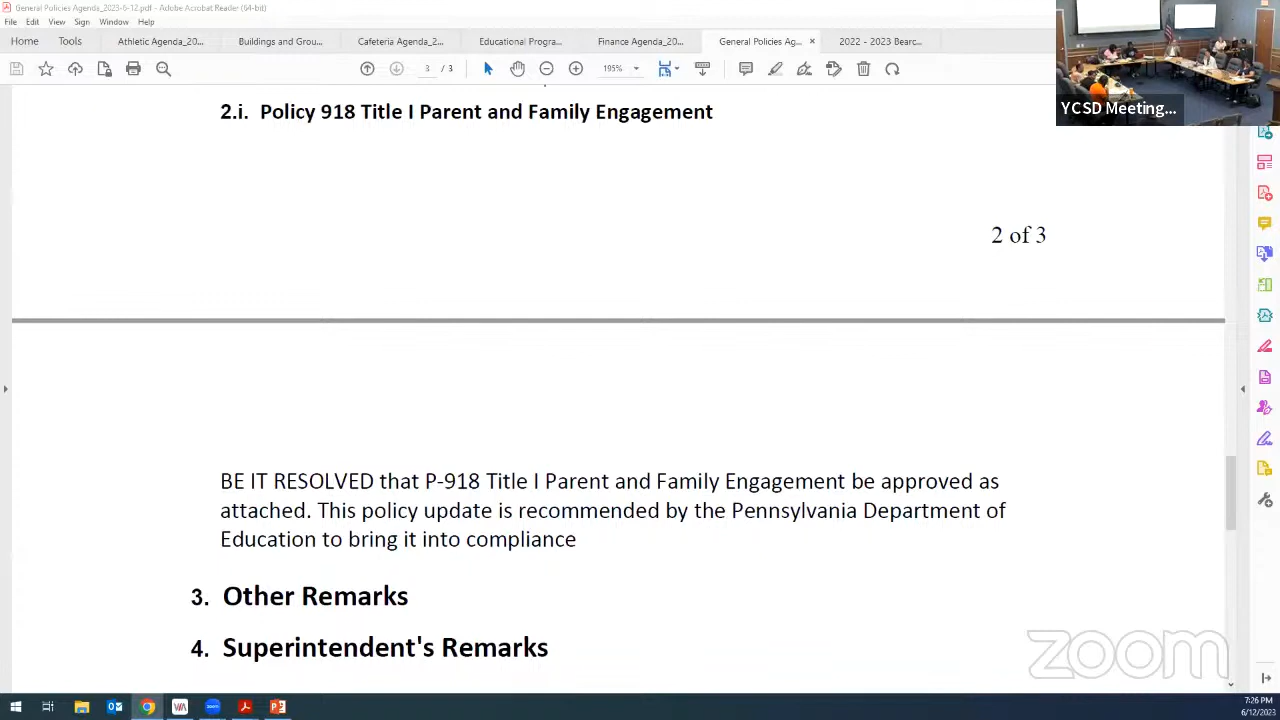 General Policies Agenda_2023-6-12.pdf - Adobe Acrobat Reader (64-bit)
File Edit View Sign Window Help
Home Tools Athletic Agenda_20... Buildings and Grou... Cafeteria Agenda_2... Educational Progra... Finance Agenda_20... General Policies Ag... × 2022 - 2023 Bearc...
3 / 3 195%
YCSD Meeting...
2.i. Policy 918 Title I Parent and Family Engagement
2 of 3
BE IT RESOLVED that P-918 Title I Parent and Family Engagement be approved as
attached. This policy update is recommended by the Pennsylvania Department of
Education to bring it into compliance
3. Other Remarks
4. Superintendent's Remarks
zoom
7:26 PM
6/12/2023